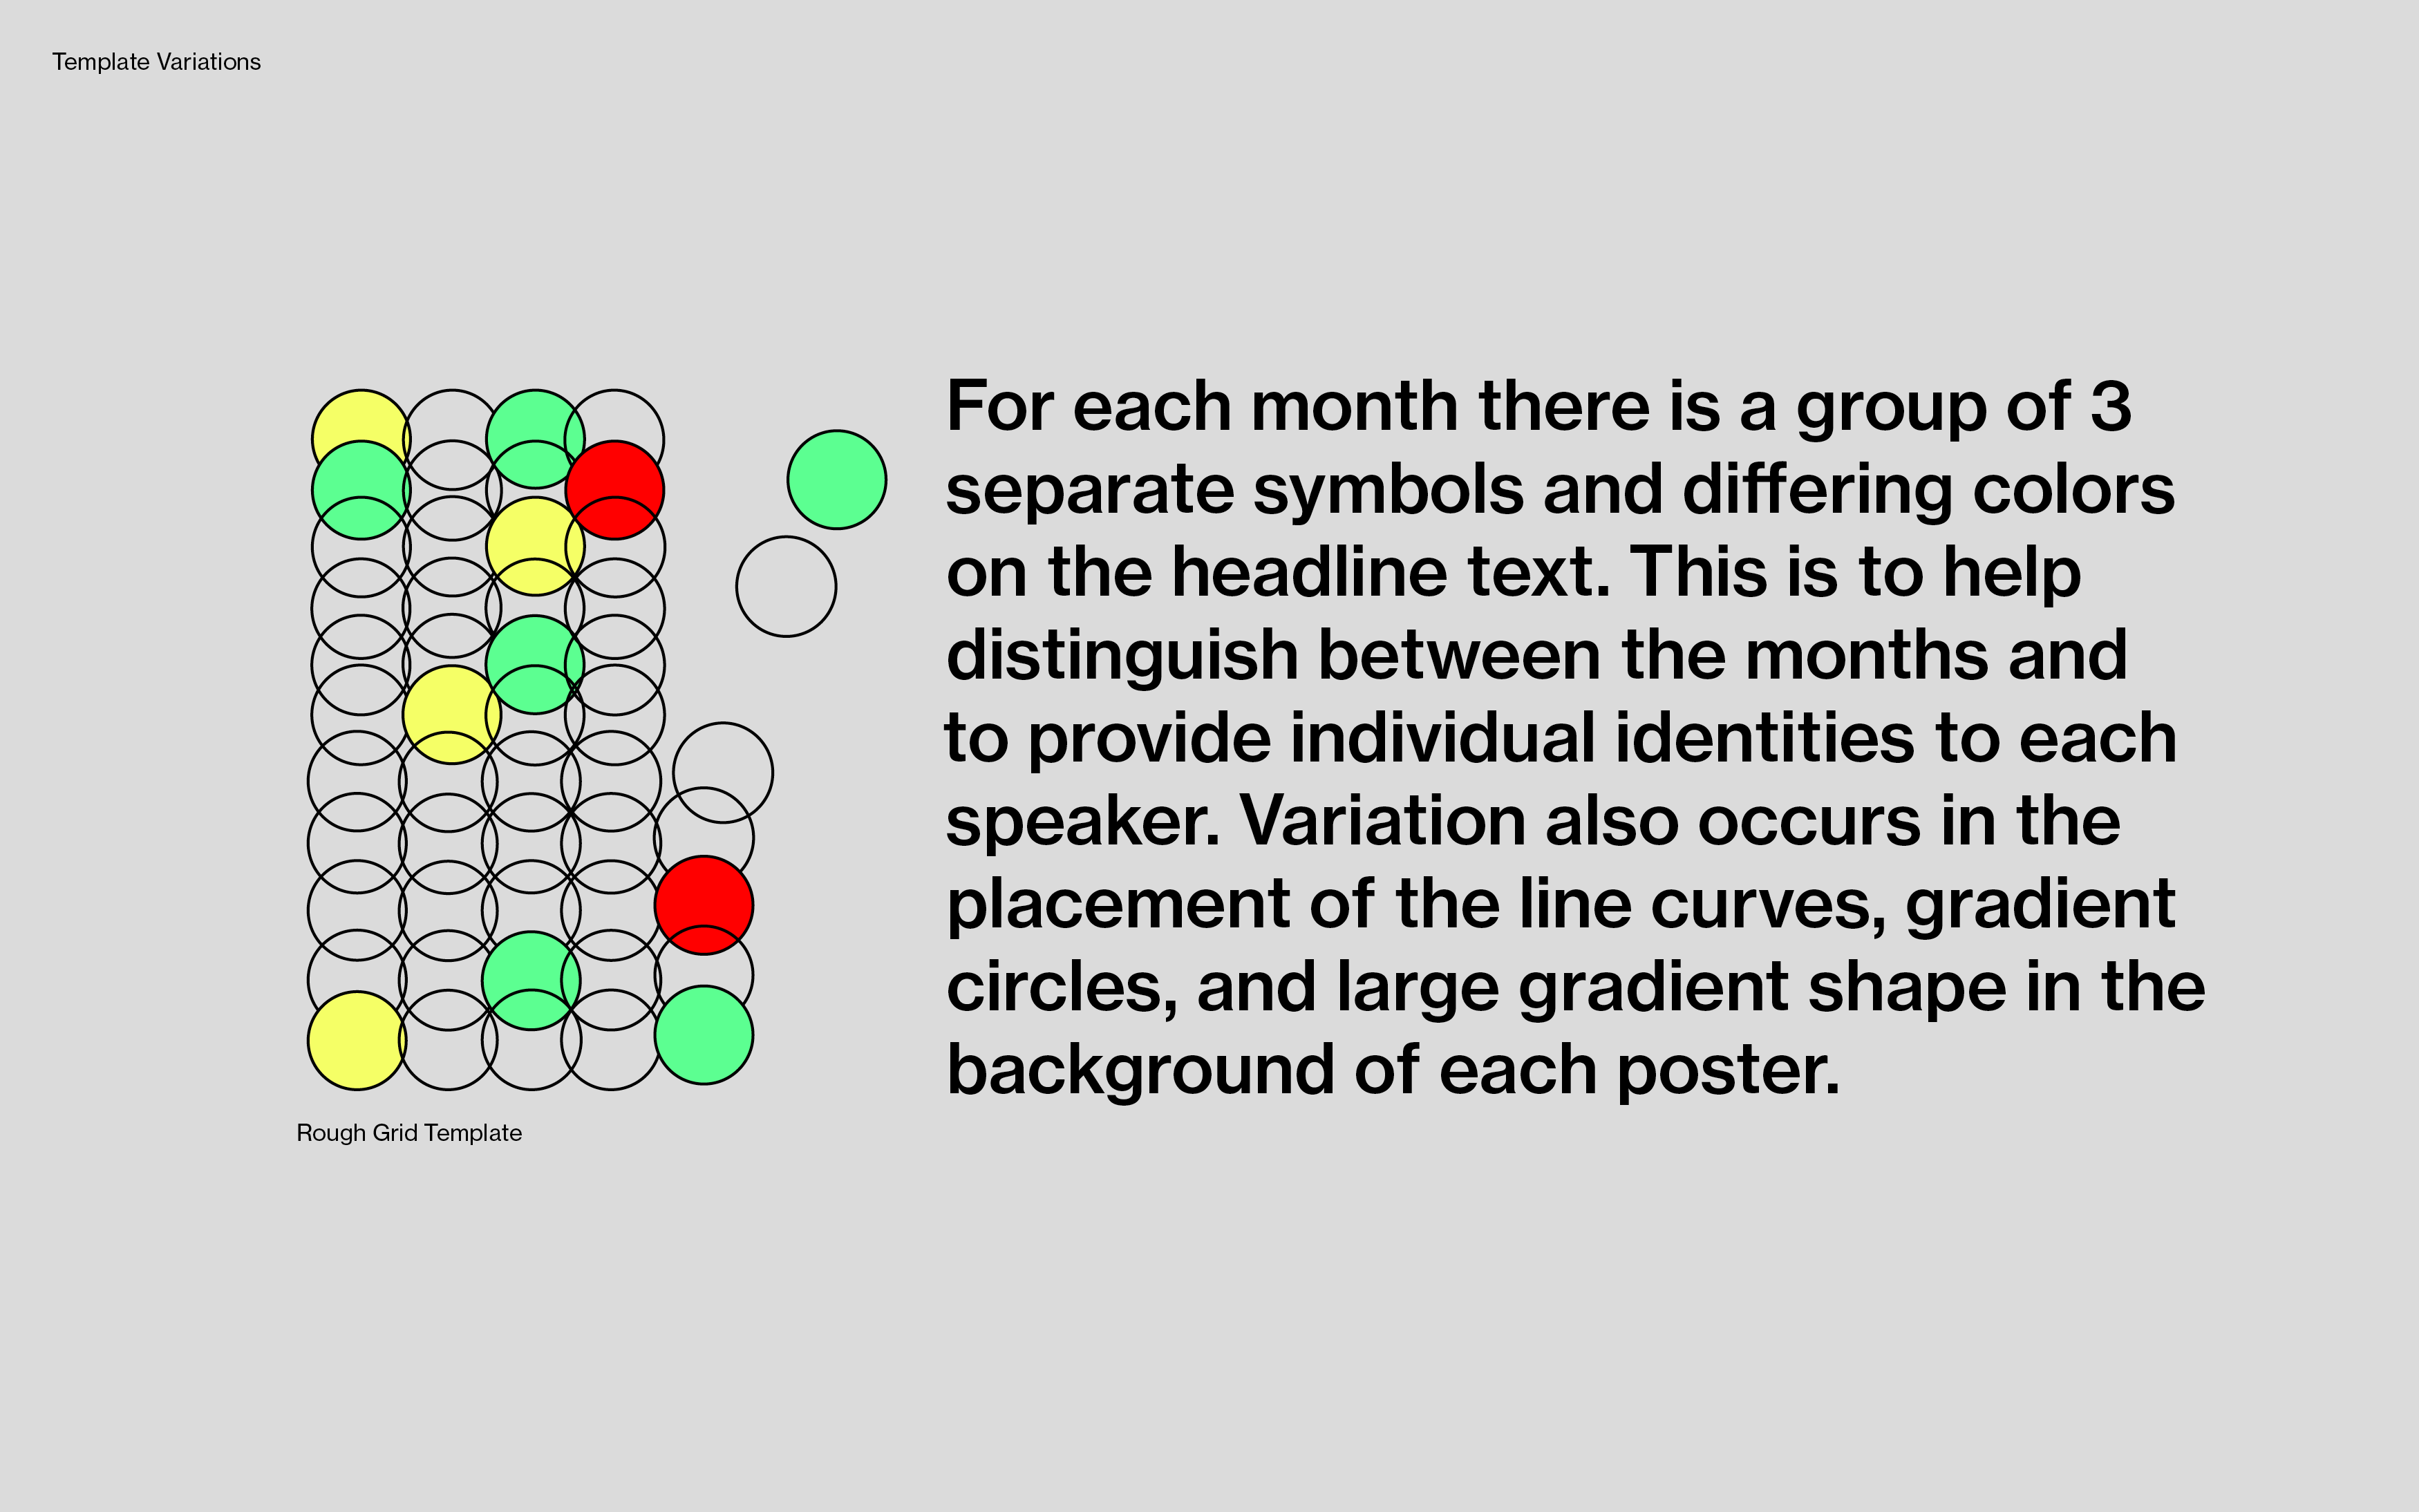 Template Variations
For each month there is a group of 3
separate symbols and differing colors
on the headline text. This is to help
distinguish between the months and
to provide individual identities to each
speaker. Variation also occurs in the
placement of the line curves, gradient
circles, and large gradient shape in the
background of each poster.
Rough Grid Template